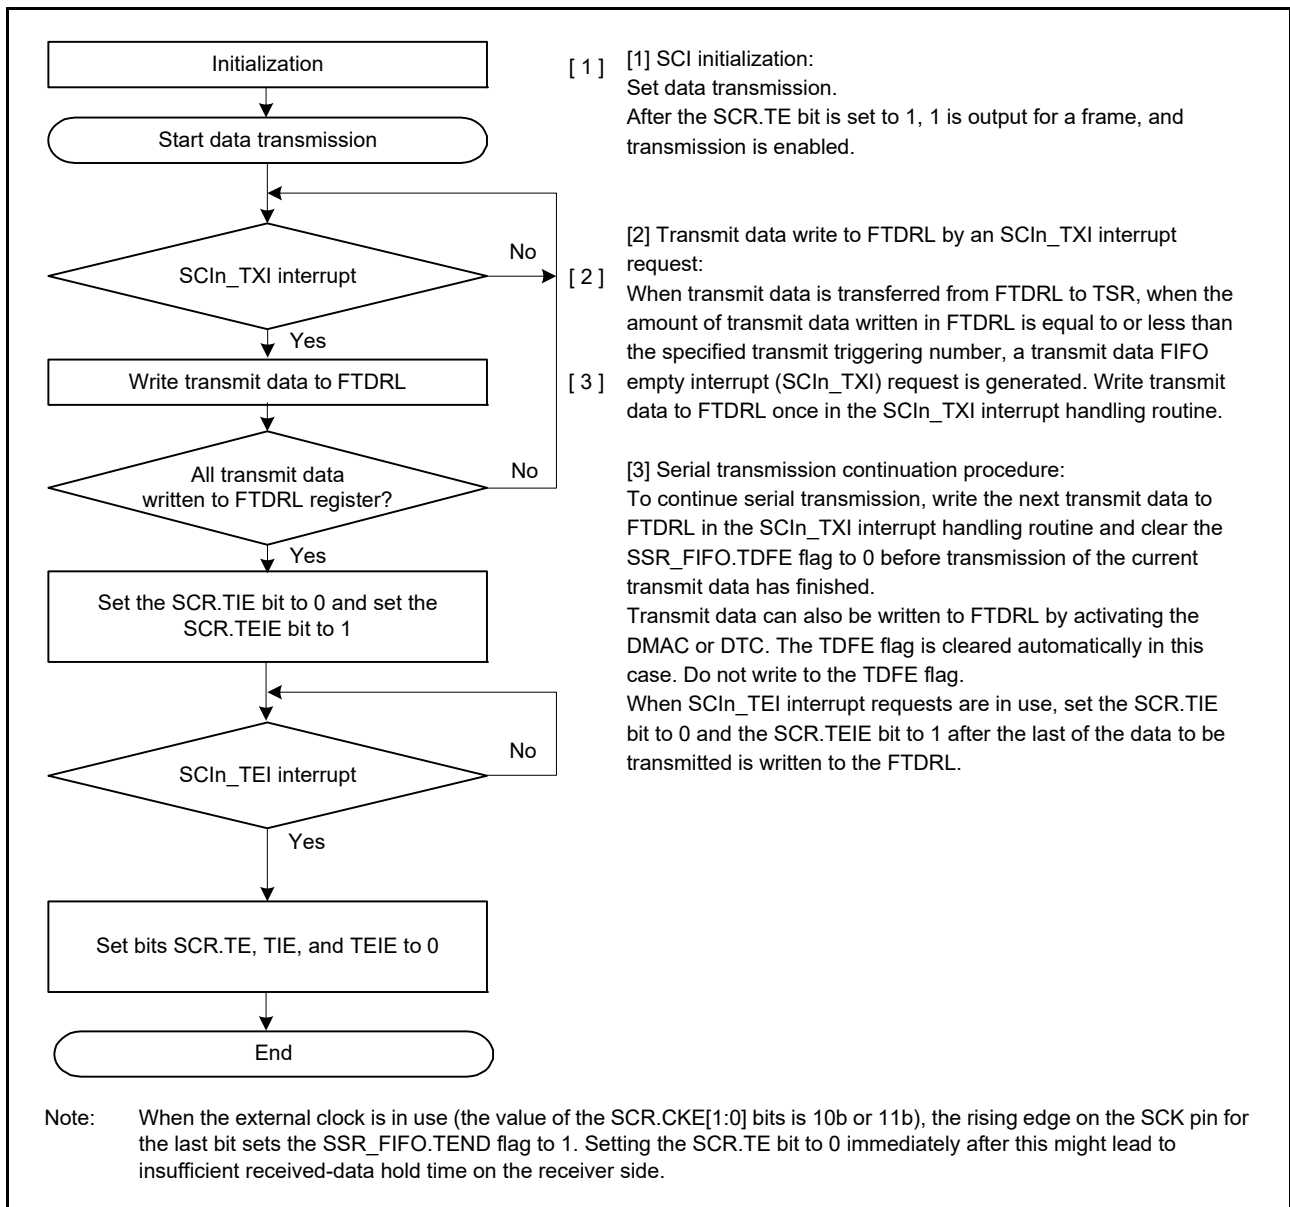 Initialization
[ 1 ]
[1] SCI initialization:
Set data transmission.
After the SCR.TE bit is set to 1, 1 is output for a frame, and
transmission is enabled.
Start data transmission
SCIn_TXI interrupt
No
[ 2 ]
Yes
[2] Transmit data write to FTDRL by an SCIn_TXI interrupt
request:
When transmit data is transferred from FTDRL to TSR, when the
amount of transmit data written in FTDRL is equal to or less than
the specified transmit triggering number, a transmit data FIFO
empty interrupt (SCIn_TXI) request is generated. Write transmit
data to FTDRL once in the SCIn_TXI interrupt handling routine.
Write transmit data to FTDRL
[ 3 ]
All transmit data
written to FTDRL register?
No
Yes
[3] Serial transmission continuation procedure:
To continue serial transmission, write the next transmit data to
FTDRL in the SCIn_TXI interrupt handling routine and clear the
SSR_FIFO.TDFE flag to 0 before transmission of the current
transmit data has finished.
Transmit data can also be written to FTDRL by activating the
DMAC or DTC. The TDFE flag is cleared automatically in this
case. Do not write to the TDFE flag.
When SCIn_TEI interrupt requests are in use, set the SCR.TIE
bit to 0 and the SCR.TEIE bit to 1 after the last of the data to be
transmitted is written to the FTDRL.
Set the SCR.TIE bit to 0 and set the
SCR.TEIE bit to 1
SCIn_TEI interrupt
No
Yes
Set bits SCR.TE, TIE, and TEIE to 0
End
Note: When the external clock is in use (the value of the SCR.CKE[1:0] bits is 10b or 11b), the rising edge on the SCK pin for
the last bit sets the SSR_FIFO.TEND flag to 1. Setting the SCR.TE bit to 0 immediately after this might lead to
insufficient received-data hold time on the receiver side.